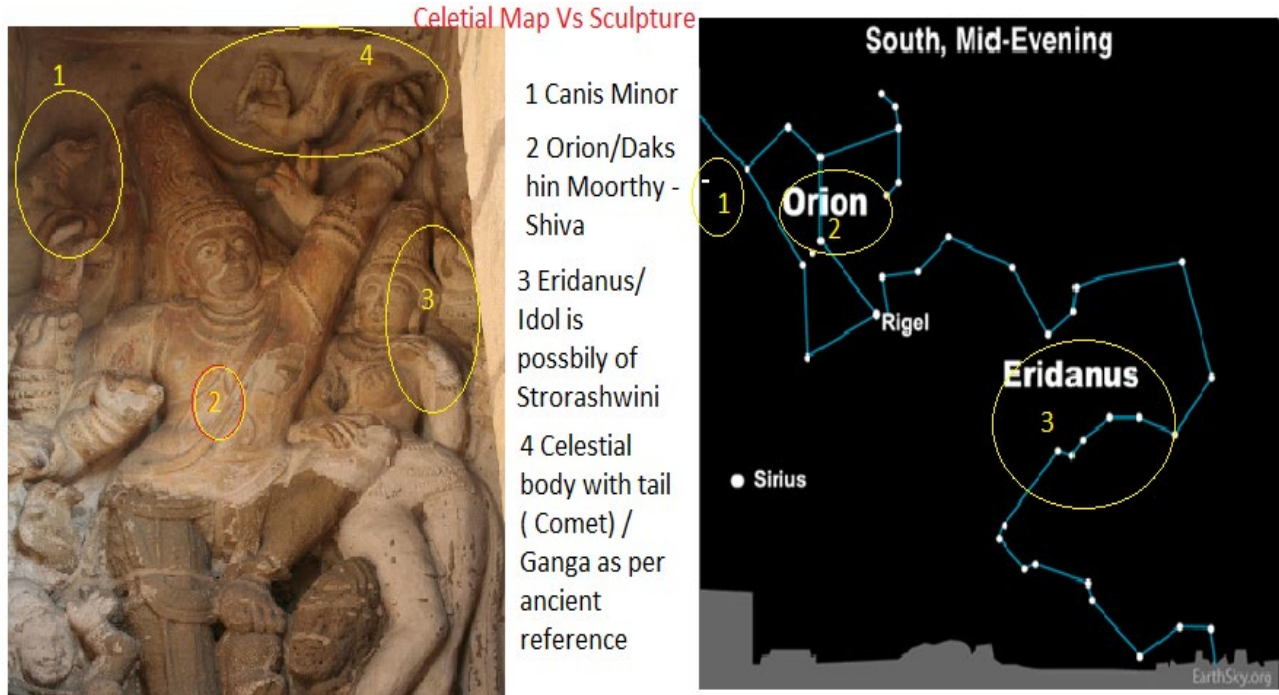 Celetial Map Vs Sculpture
1
4
3
2
1 Canis Minor
2 Orion/Daks
hin Moorthy -
Shiva
3 Eridanus/
Idol is
possbily of
Strorashwini
4 Celestial
body with tail
( Comet) /
Ganga as per
ancient
reference
South, Mid-Evening
1
Orion
2
Rigel
Eridanus
3
Sirius
EarthSky.org